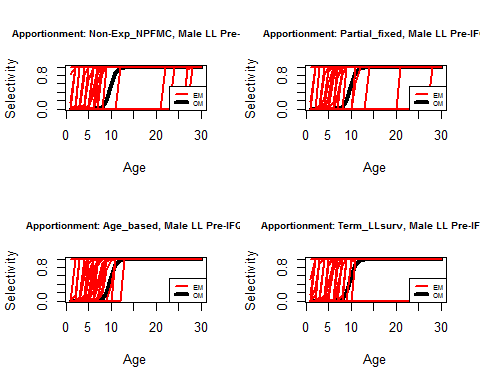 Apportionment: Non-Exp_NPFMC, Male LL Pre-
Selectivity
0.0 0.8
0 5 10 20 30
Age
EM
OM
Apportionment: Partial_fixed, Male LL Pre-IFQ
Selectivity
0.0 0.8
0 5 10 20 30
Age
EM
OM
Apportionment: Age_based, Male LL Pre-IFQ
Selectivity
0.0 0.8
0 5 10 20 30
Age
EM
OM
Apportionment: Term_LLsurv, Male LL Pre-IF
Selectivity
0.0 0.8
0 5 10 20 30
Age
EM
OM